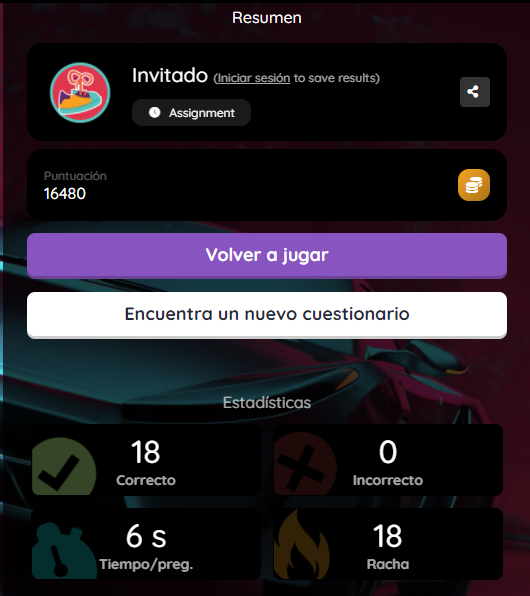 Resumen
Invitado (Iniciar sesión to save results)
Assignment
Puntuación
16480
Volver a jugar
Encuentra un nuevo cuestionario
Estadísticas
18
Correcto
0
Incorrecto
6 s
Tiempo/preg.
18
Racha